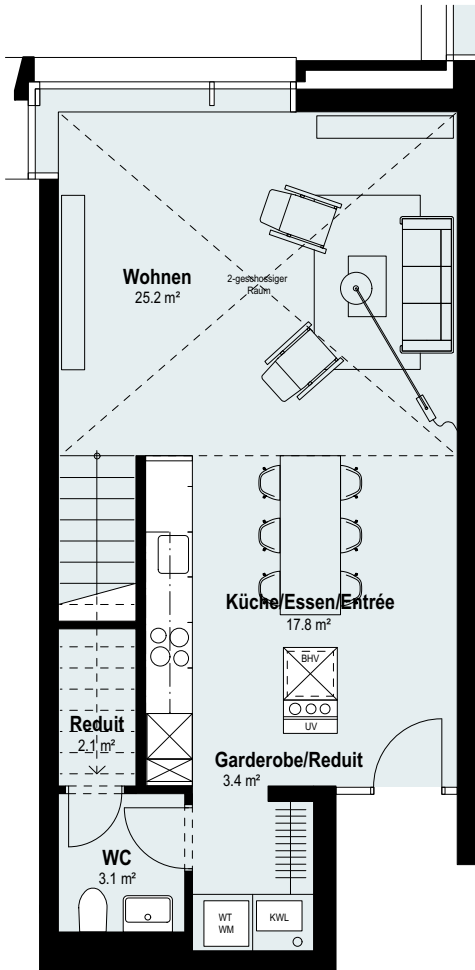 Wohnen
25.2 m²
2-geschossiger
Raum
Küche/Essen/Entrée
17.8 m²
BHV
UV
Reduit
2.1 m²
Garderobe/Reduit
3.4 m²
WC
3.1 m²
WT
WM
KWL